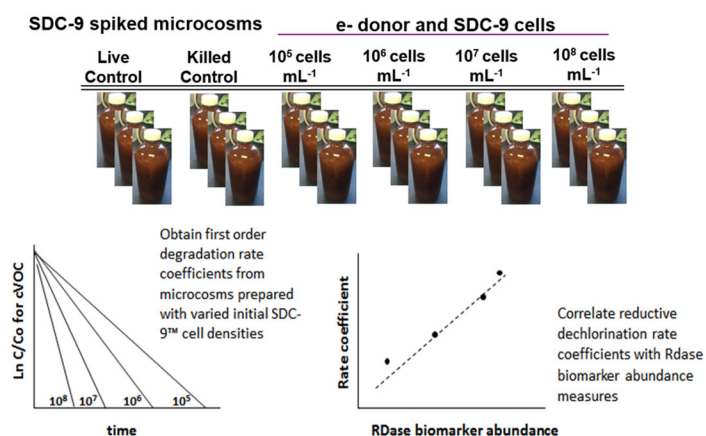 SDC-9 spiked microcosms
e- donor and SDC-9 cells
Live
Control
Killed
Control
10⁵ cells
mL⁻¹
10⁶ cells
mL⁻¹
10⁷ cells
mL⁻¹
10⁸ cells
mL⁻¹
Obtain first order
degradation rate
coefficients from
microcosms prepared
with varied initial SDC-
9™ cell densities
Ln C/Co for cVOC
10⁸ 10⁷ 10⁶ 10⁵
time
Rate coefficient
RDase biomarker abundance
Correlate reductive
dechlorination rate
coefficients with Rdase
biomarker abundance
measures